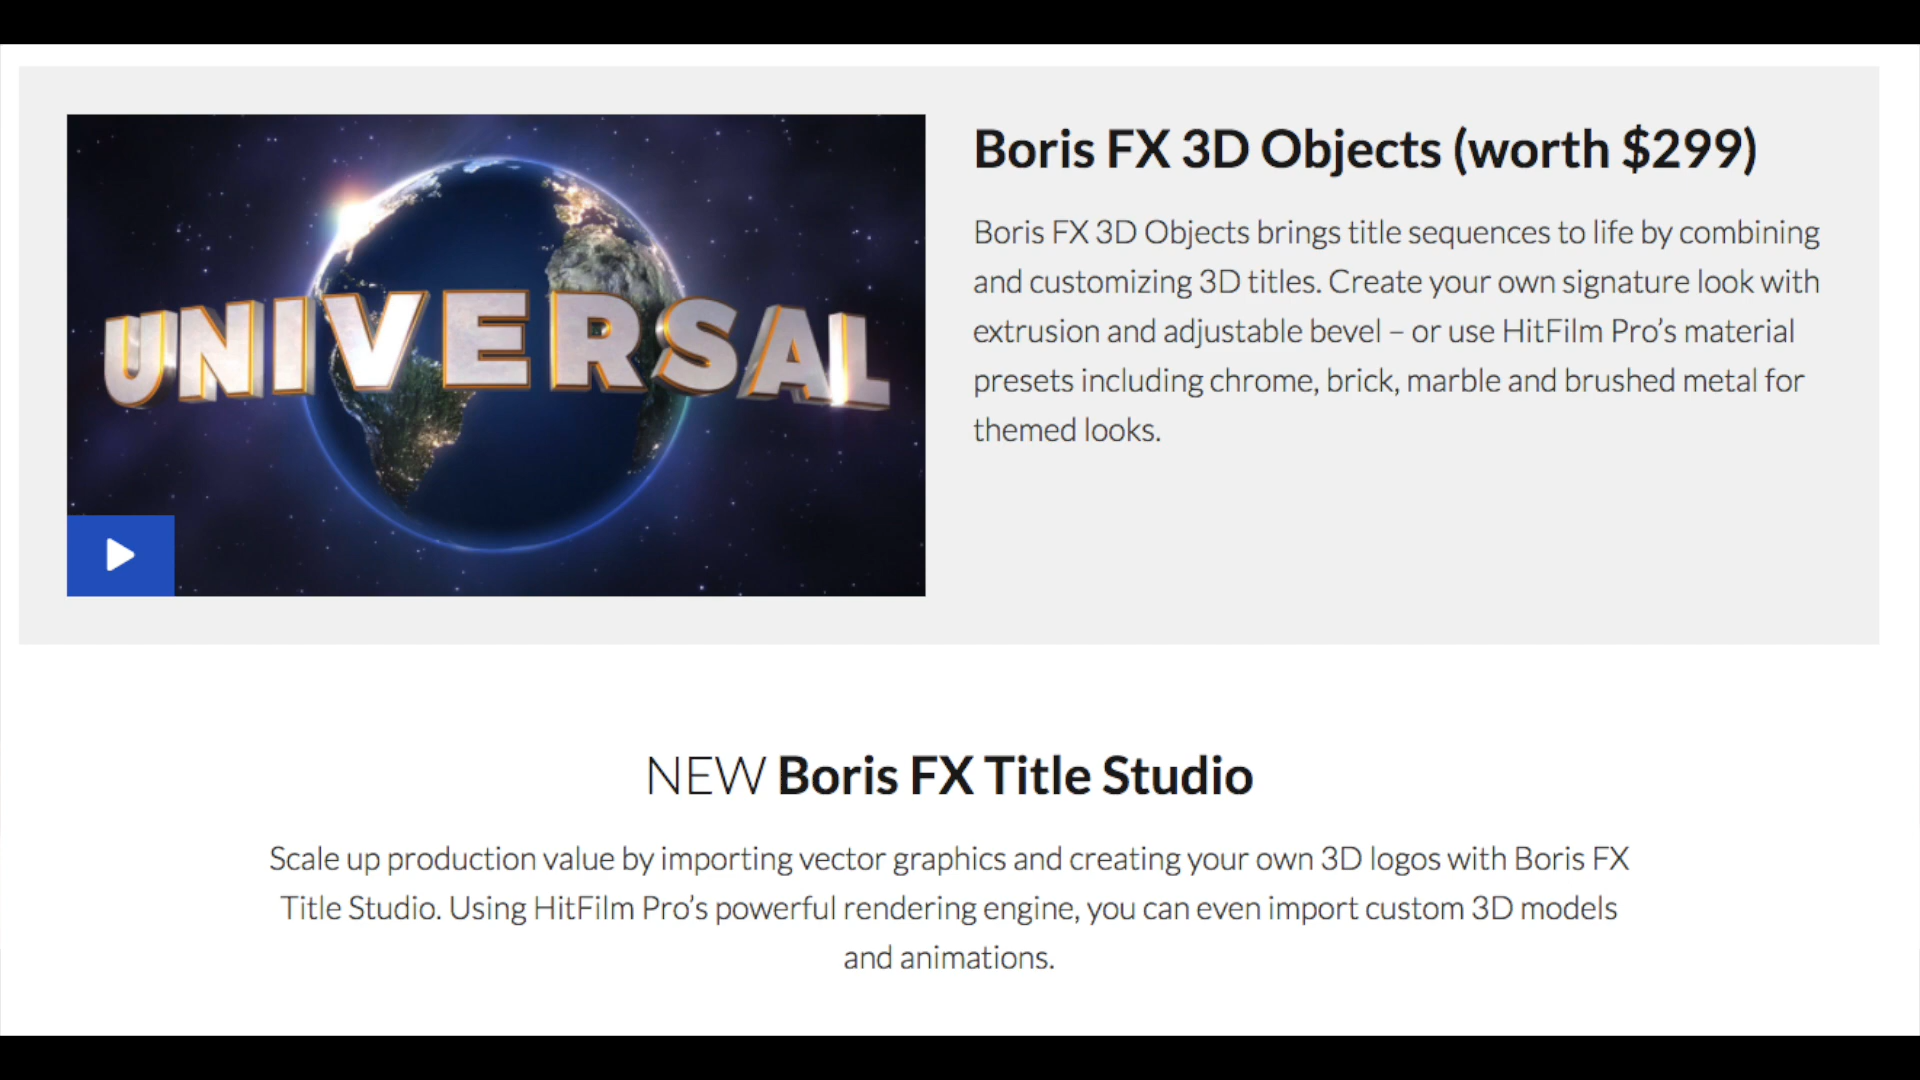 UNIVERSAL
Boris FX 3D Objects (worth $299)
Boris FX 3D Objects brings title sequences to life by combining
and customizing 3D titles. Create your own signature look with
extrusion and adjustable bevel – or use HitFilm Pro’s material
presets including chrome, brick, marble and brushed metal for
themed looks.
NEW Boris FX Title Studio
Scale up production value by importing vector graphics and creating your own 3D logos with Boris FX
Title Studio. Using HitFilm Pro’s powerful rendering engine, you can even import custom 3D models
and animations.